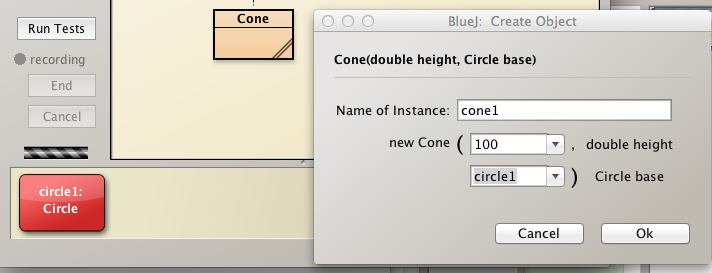 Run Tests
recording
End
Cancel
Cone
circle1:
Circle
BlueJ: Create Object
Cone(double height, Circle base)
Name of Instance: cone1
new Cone ( 100 , double height
circle1 ) Circle base
Cancel Ok